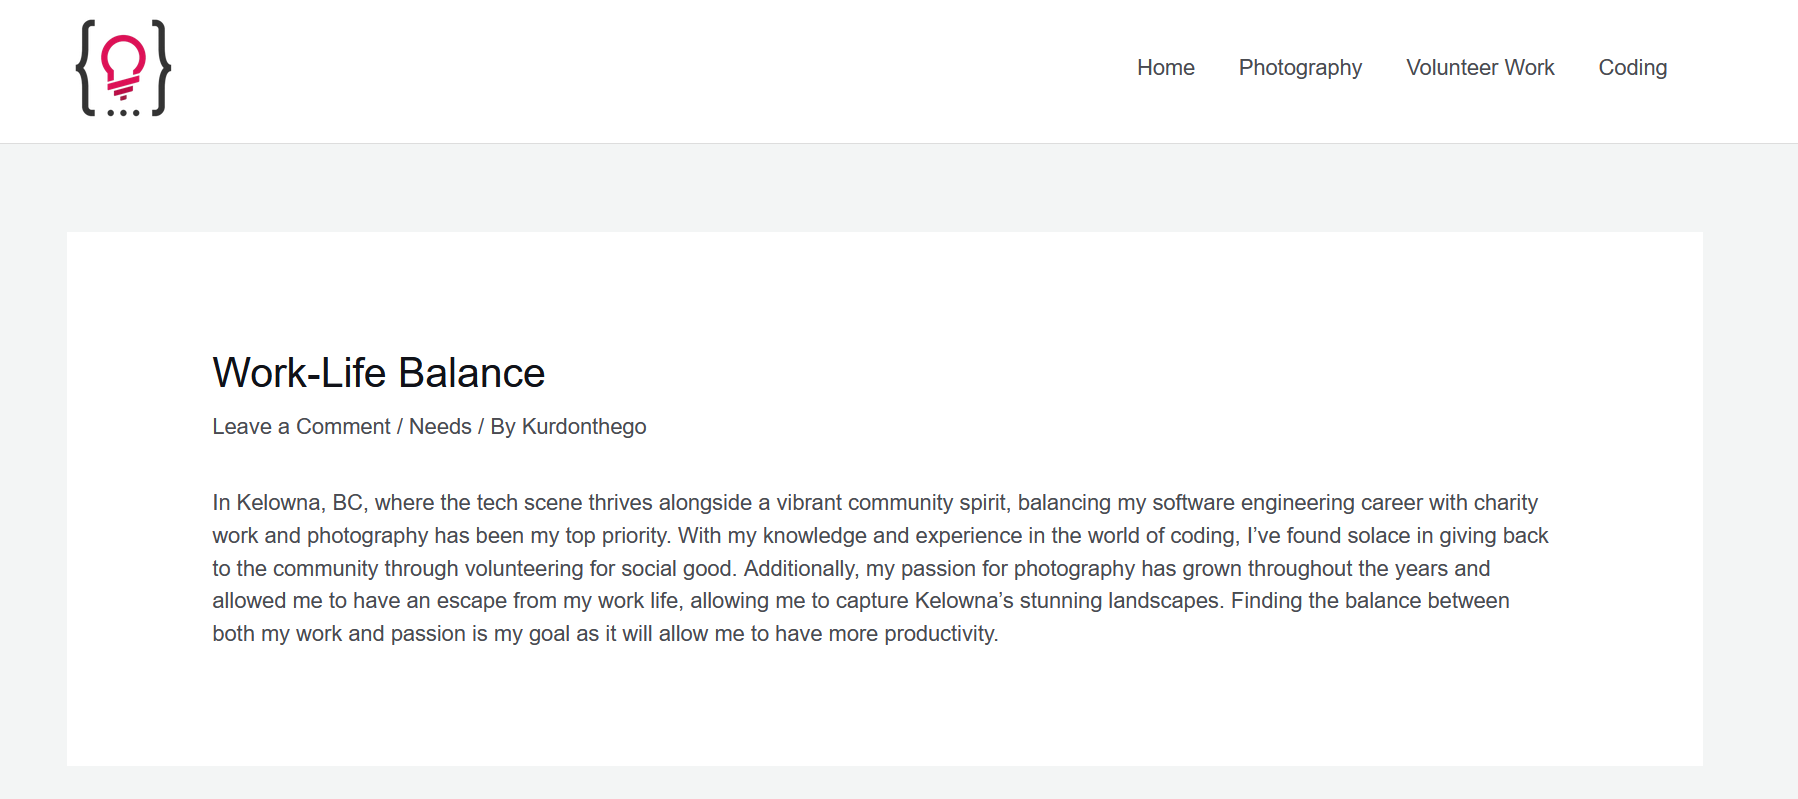 Home Photography Volunteer Work Coding
Work-Life Balance
Leave a Comment / Needs / By Kurdonthego
In Kelowna, BC, where the tech scene thrives alongside a vibrant community spirit, balancing my software engineering career with charity
work and photography has been my top priority. With my knowledge and experience in the world of coding, I’ve found solace in giving back
to the community through volunteering for social good. Additionally, my passion for photography has grown throughout the years and
allowed me to have an escape from my work life, allowing me to capture Kelowna’s stunning landscapes. Finding the balance between
both my work and passion is my goal as it will allow me to have more productivity.